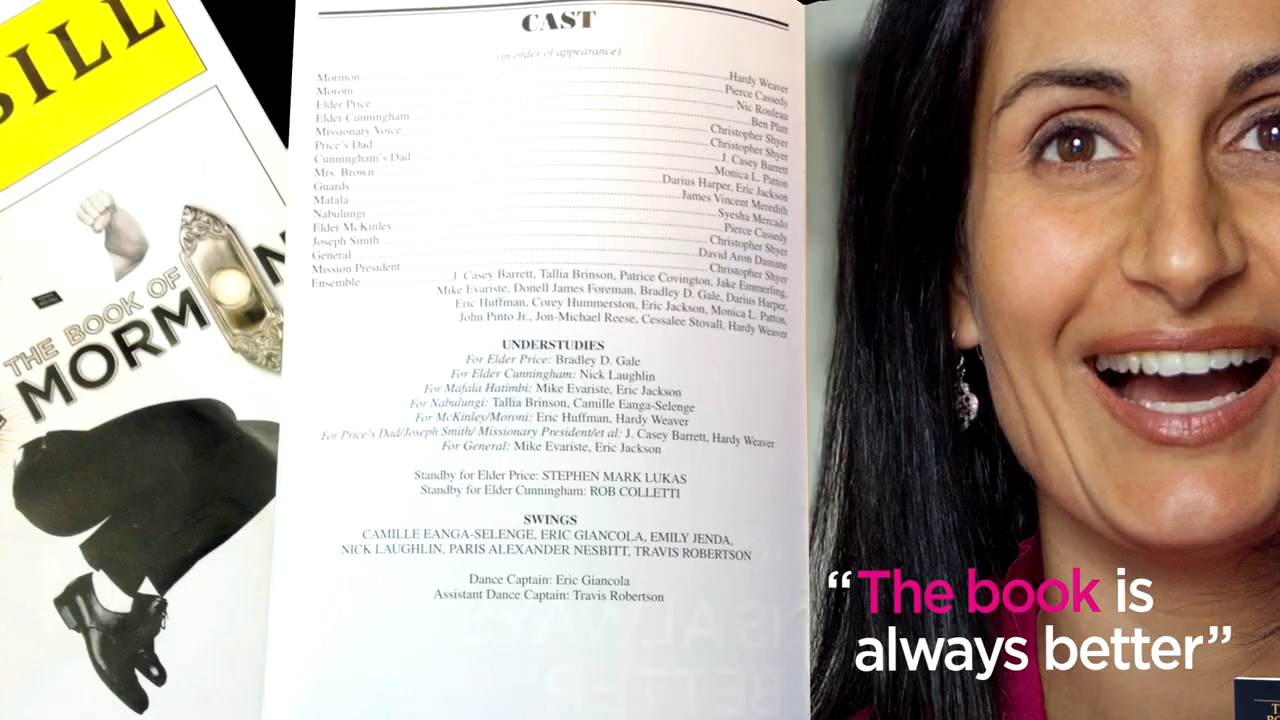 BILL
THE BOOK OF
MORMON
CAST
(in order of appearance)
Mormon Hardy Weaver
Moroni Pierce Cassedy
Elder Price Nic Rouleau
Elder Cunningham Ben Platt
Missionary Voice Christopher Shyer
Price's Dad Christopher Shyer
Cunningham's Dad J. Casey Barrett
Mrs. Brown Monica L. Patton
Guards Darius Harper, Eric Jackson
Mafala James Vincent Meredith
Nabulungi Syesha Mercado
Elder McKinley Pierce Cassedy
Joseph Smith Christopher Shyer
General David Aron Damane
Mission President Christopher Shyer
Ensemble J. Casey Barrett, Tallia Brinson, Patrice Covington, Jake Emmerling,
Mike Evariste, Donell James Foreman, Bradley D. Gale, Darius Harper,
Eric Huffman, Corey Hummerston, Eric Jackson, Monica L. Patton,
John Pinto Jr., Jon-Michael Reese, Cessalee Stovall, Hardy Weaver
UNDERSTUDIES
For Elder Price: Bradley D. Gale
For Elder Cunningham: Nick Laughlin
For Mafala Hatimbi: Mike Evariste, Eric Jackson
For Nabulungi: Tallia Brinson, Camille Eanga-Selenge
For McKinley/Moroni: Eric Huffman, Hardy Weaver
For Price's Dad/Joseph Smith/ Missionary President/et al: J. Casey Barrett, Hardy Weaver
For General: Mike Evariste, Eric Jackson
Standby for Elder Price: STEPHEN MARK LUKAS
Standby for Elder Cunningham: ROB COLLETTI
SWINGS
CAMILLE EANGA-SELENGE, ERIC GIANCOLA, EMILY JENDA,
NICK LAUGHLIN, PARIS ALEXANDER NESBITT, TRAVIS ROBERTSON
Dance Captain: Eric Giancola
Assistant Dance Captain: Travis Robertson
“The book is
always better”